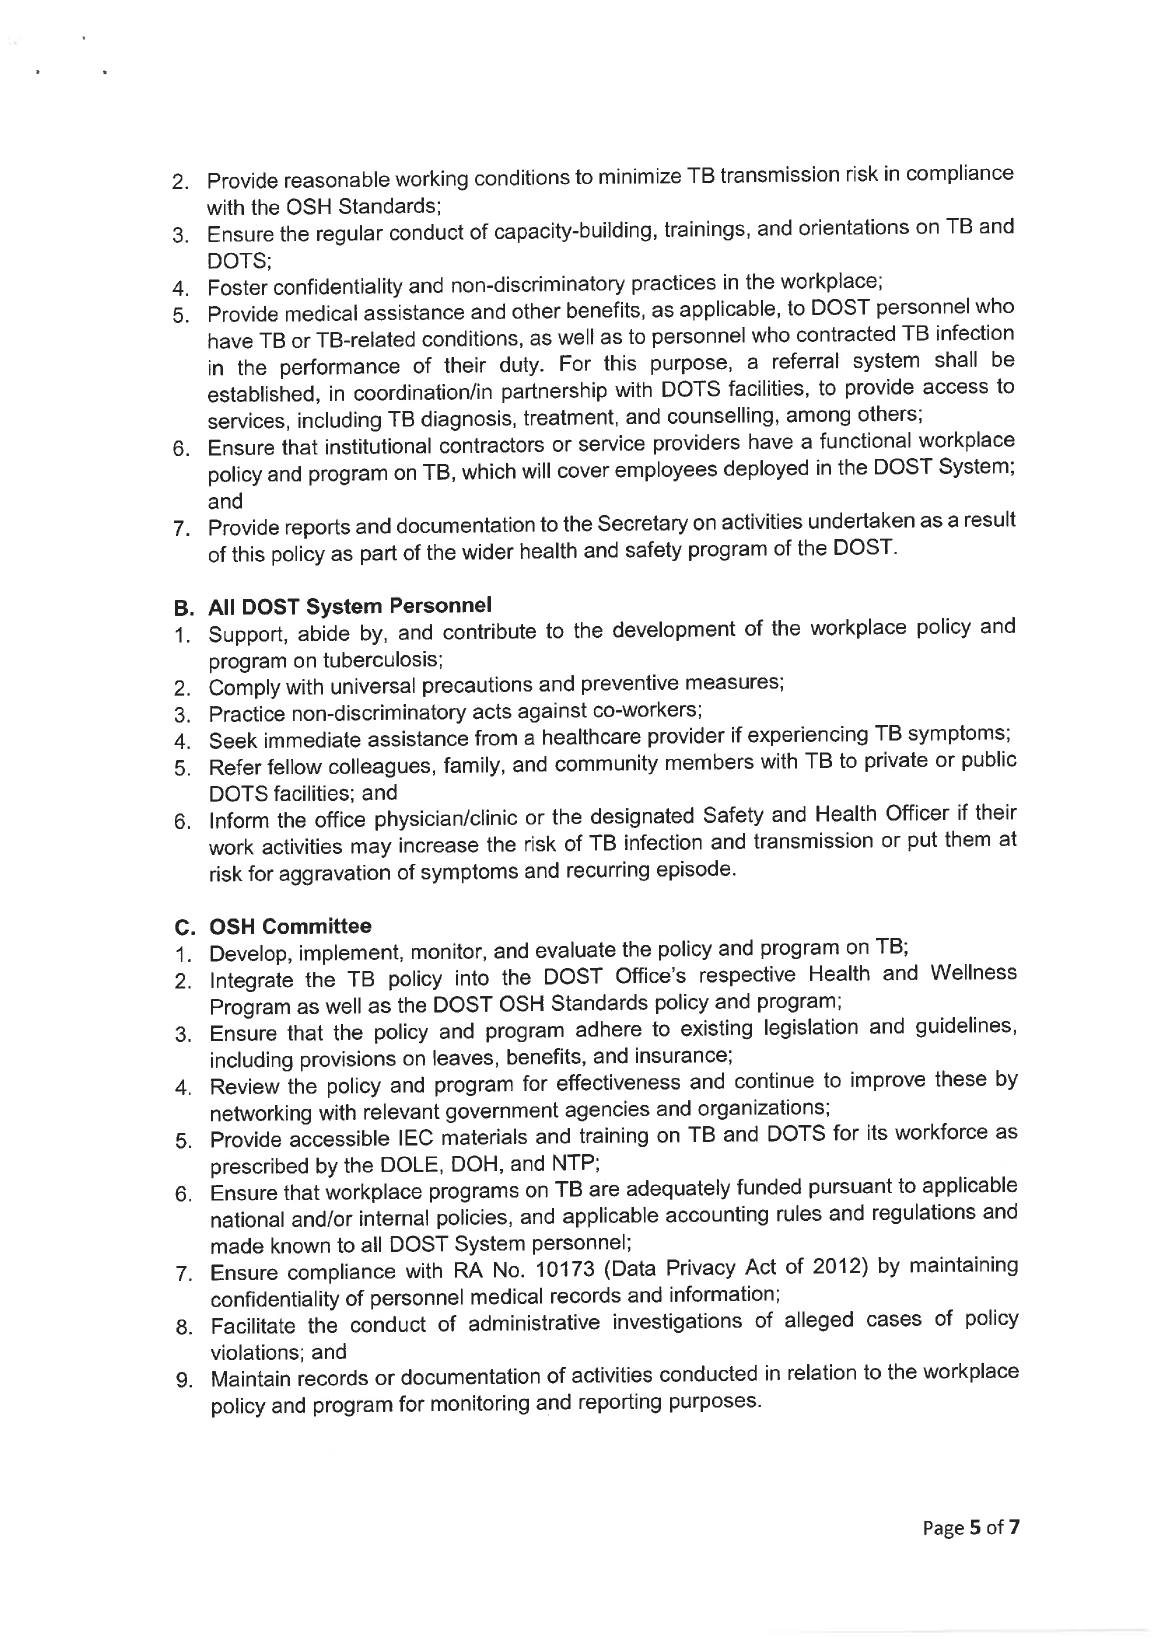 2. Provide reasonable working conditions to minimize TB transmission risk in compliance
with the OSH Standards;
3. Ensure the regular conduct of capacity-building, trainings, and orientations on TB and
DOTS;
4. Foster confidentiality and non-discriminatory practices in the workplace;
5. Provide medical assistance and other benefits, as applicable, to DOST personnel who
have TB or TB-related conditions, as well as to personnel who contracted TB infection
in the performance of their duty. For this purpose, a referral system shall be
established, in coordination/in partnership with DOTS facilities, to provide access to
services, including TB diagnosis, treatment, and counselling, among others;
6. Ensure that institutional contractors or service providers have a functional workplace
policy and program on TB, which will cover employees deployed in the DOST System;
and
7. Provide reports and documentation to the Secretary on activities undertaken as a result
of this policy as part of the wider health and safety program of the DOST.
B. All DOST System Personnel
1. Support, abide by, and contribute to the development of the workplace policy and
program on tuberculosis;
2. Comply with universal precautions and preventive measures;
3. Practice non-discriminatory acts against co-workers;
4. Seek immediate assistance from a healthcare provider if experiencing TB symptoms;
5. Refer fellow colleagues, family, and community members with TB to private or public
DOTS facilities; and
6. Inform the office physician/clinic or the designated Safety and Health Officer if their
work activities may increase the risk of TB infection and transmission or put them at
risk for aggravation of symptoms and recurring episode.
C. OSH Committee
1. Develop, implement, monitor, and evaluate the policy and program on TB;
2. Integrate the TB policy into the DOST Office's respective Health and Wellness
Program as well as the DOST OSH Standards policy and program;
3. Ensure that the policy and program adhere to existing legislation and guidelines,
including provisions on leaves, benefits, and insurance;
4. Review the policy and program for effectiveness and continue to improve these by
networking with relevant government agencies and organizations;
5. Provide accessible IEC materials and training on TB and DOTS for its workforce as
prescribed by the DOLE, DOH, and NTP;
6. Ensure that workplace programs on TB are adequately funded pursuant to applicable
national and/or internal policies, and applicable accounting rules and regulations and
made known to all DOST System personnel;
7. Ensure compliance with RA No. 10173 (Data Privacy Act of 2012) by maintaining
confidentiality of personnel medical records and information;
8. Facilitate the conduct of administrative investigations of alleged cases of policy
violations; and
9. Maintain records or documentation of activities conducted in relation to the workplace
policy and program for monitoring and reporting purposes.
Page 5 of 7